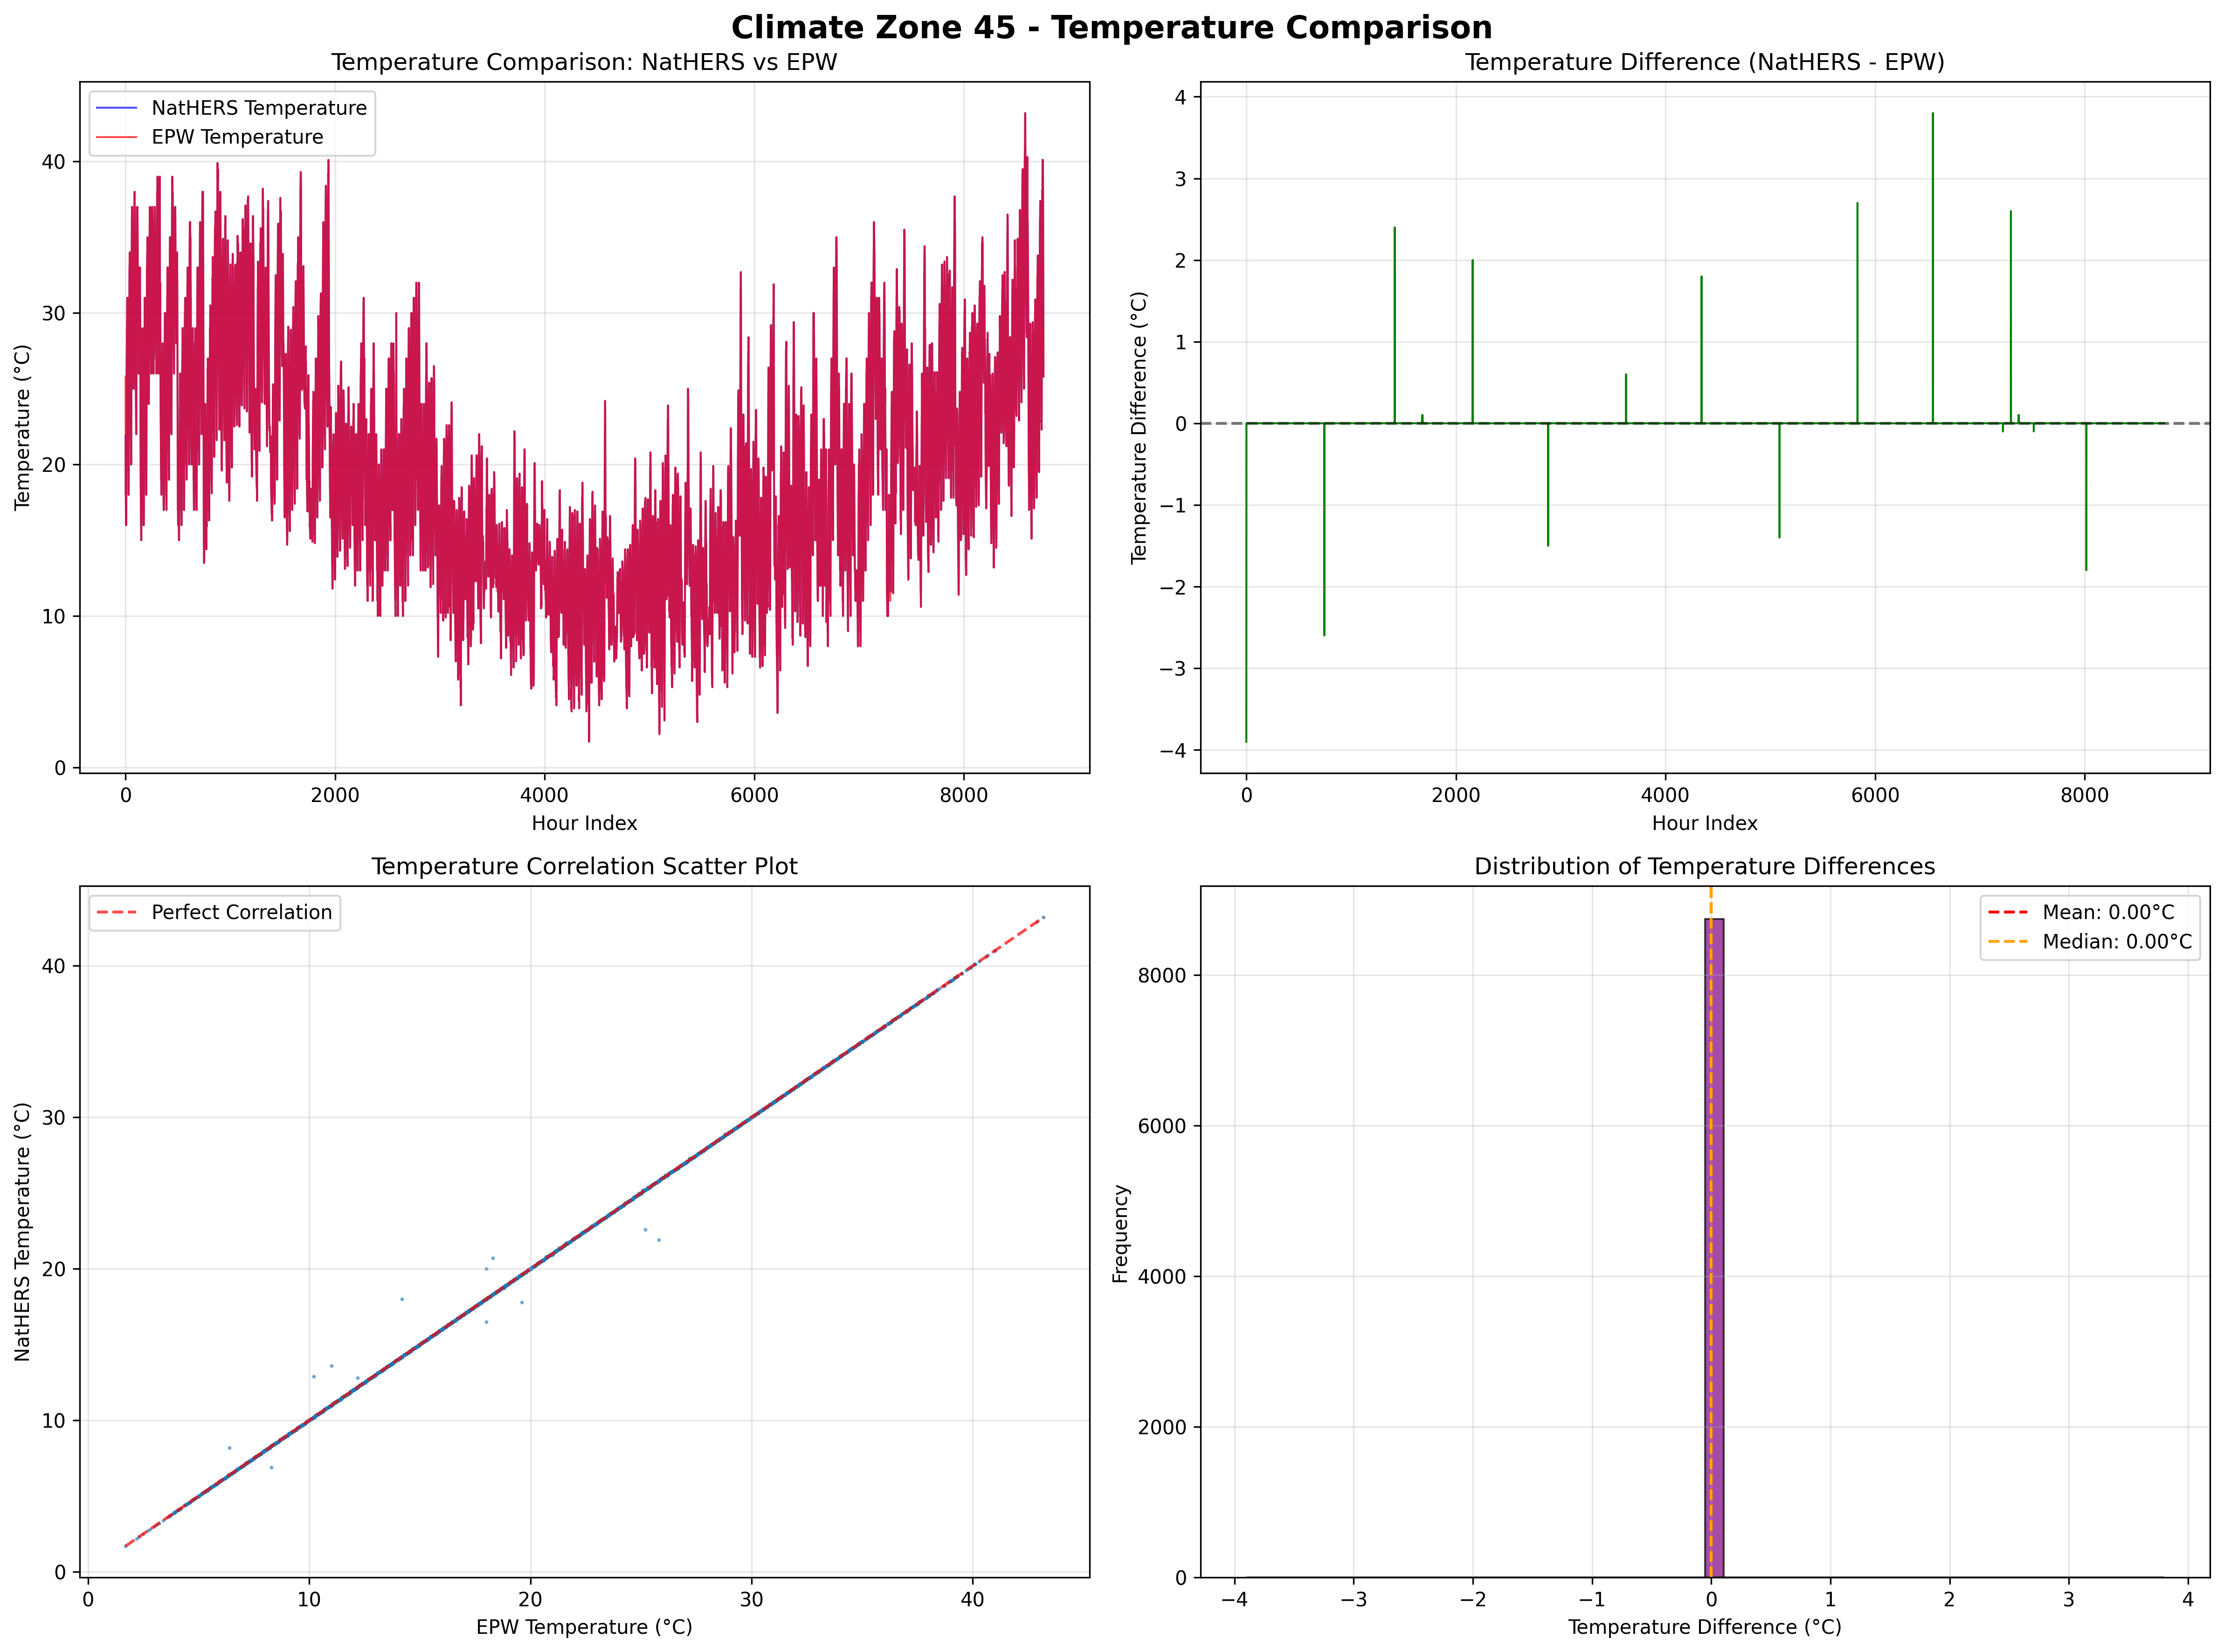 Climate Zone 45 - Temperature Comparison
Temperature Comparison: NatHERS vs EPW
NatHERS Temperature
EPW Temperature
Temperature (°C)
40
30
20
10
0
0 2000 4000 6000 8000
Hour Index
Temperature Difference (NatHERS - EPW)
Temperature Difference (°C)
4
3
2
1
0
−1
−2
−3
−4
0 2000 4000 6000 8000
Hour Index
Temperature Correlation Scatter Plot
Perfect Correlation
NatHERS Temperature (°C)
40
30
20
10
0
0 10 20 30 40
EPW Temperature (°C)
Distribution of Temperature Differences
Mean: 0.00°C
Median: 0.00°C
Frequency
8000
6000
4000
2000
0
−4 −3 −2 −1 0 1 2 3 4
Temperature Difference (°C)